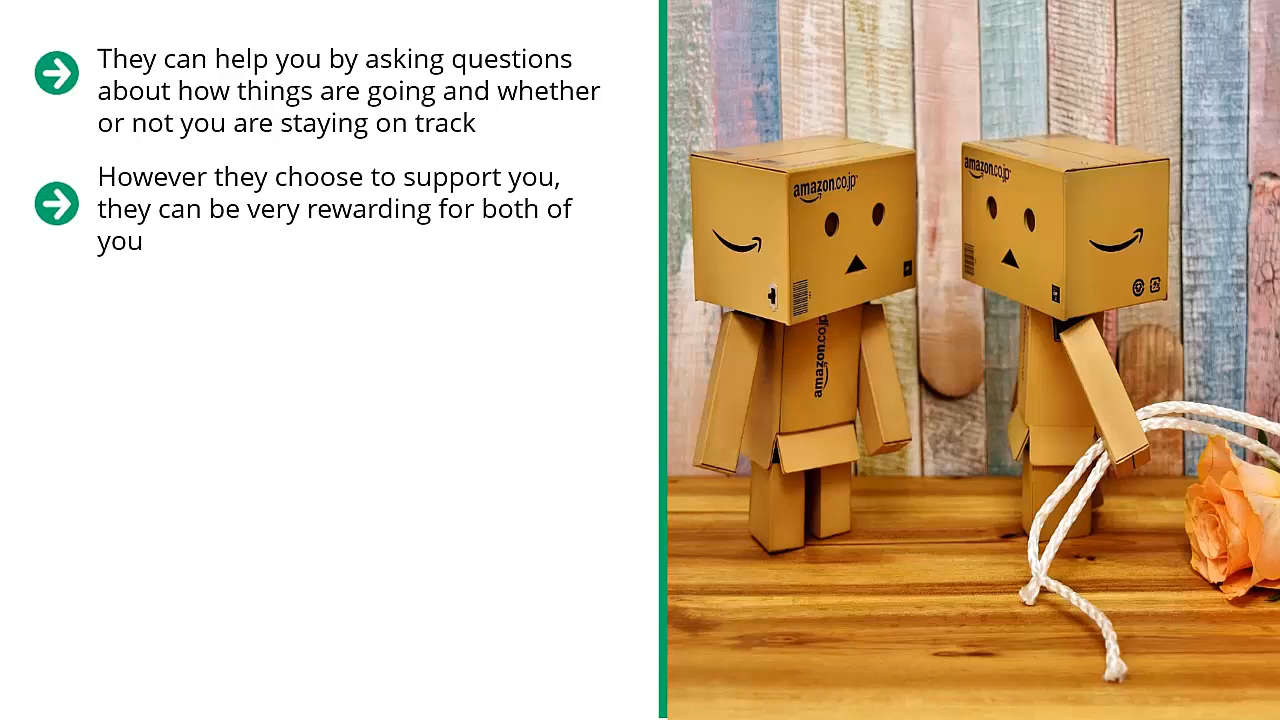 They can help you by asking questions
about how things are going and whether
or not you are staying on track
However they choose to support you,
they can be very rewarding for both of
you
amazon.co.jp
amazon.co.jp
amazon.co.jp